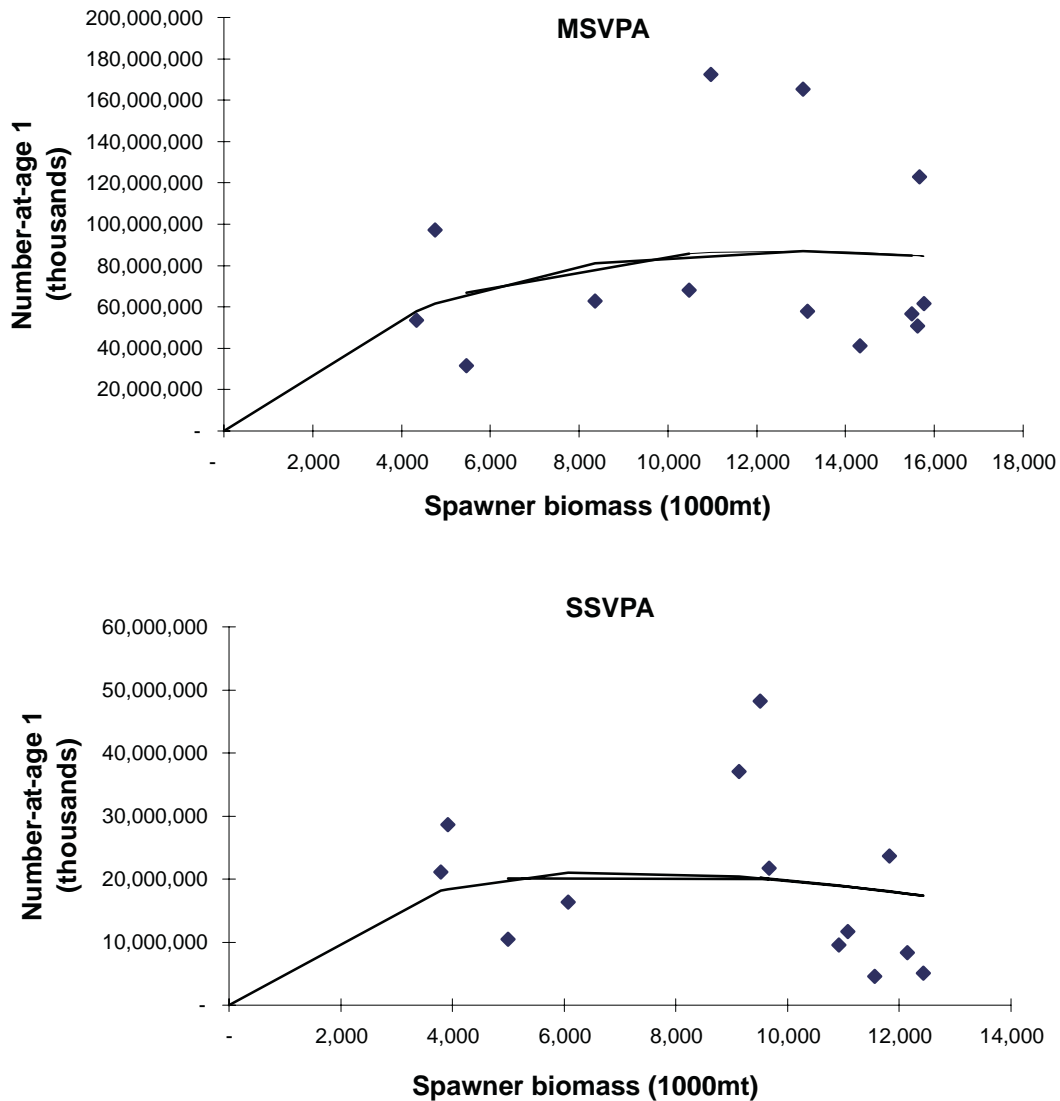 MSVPA
Number-at-age 1
(thousands)
200,000,000
180,000,000
160,000,000
140,000,000
120,000,000
100,000,000
80,000,000
60,000,000
40,000,000
20,000,000
-
- 2,000 4,000 6,000 8,000 10,000 12,000 14,000 16,000 18,000
Spawner biomass (1000mt)
SSVPA
Number-at-age 1
(thousands)
60,000,000
50,000,000
40,000,000
30,000,000
20,000,000
10,000,000
-
- 2,000 4,000 6,000 8,000 10,000 12,000 14,000
Spawner biomass (1000mt)